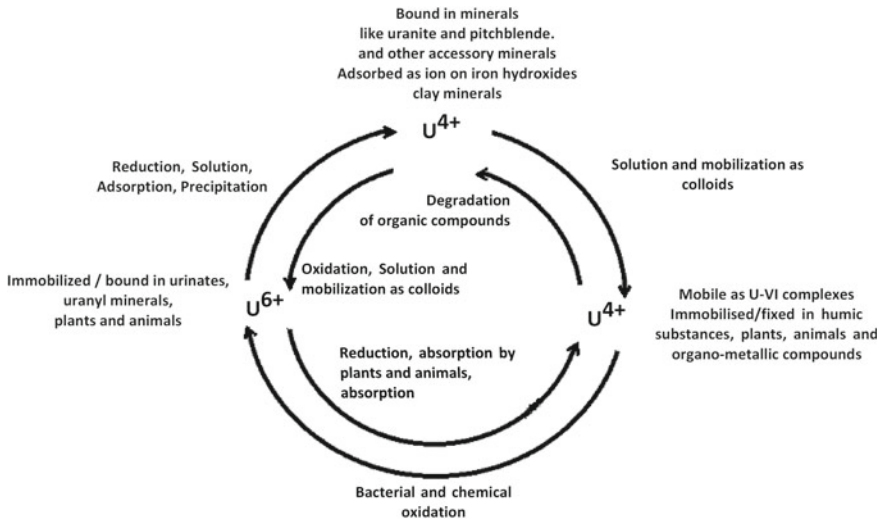 Bound in minerals
like uranite and pitchblende.
and other accessory minerals
Adsorbed as ion on iron hydroxides
clay minerals
U4+
Reduction, Solution,
Adsorption, Precipitation
Solution and mobilization as
colloids
Degradation
of organic compounds
Immobilized / bound in urinates,
uranyl minerals,
plants and animals
U6+
Oxidation, Solution and
mobilization as colloids
U4+
Mobile as U-VI complexes
Immobilised/fixed in humic
substances, plants, animals and
organo-metallic compounds
Reduction, absorption by
plants and animals,
absorption
Bacterial and chemical
oxidation